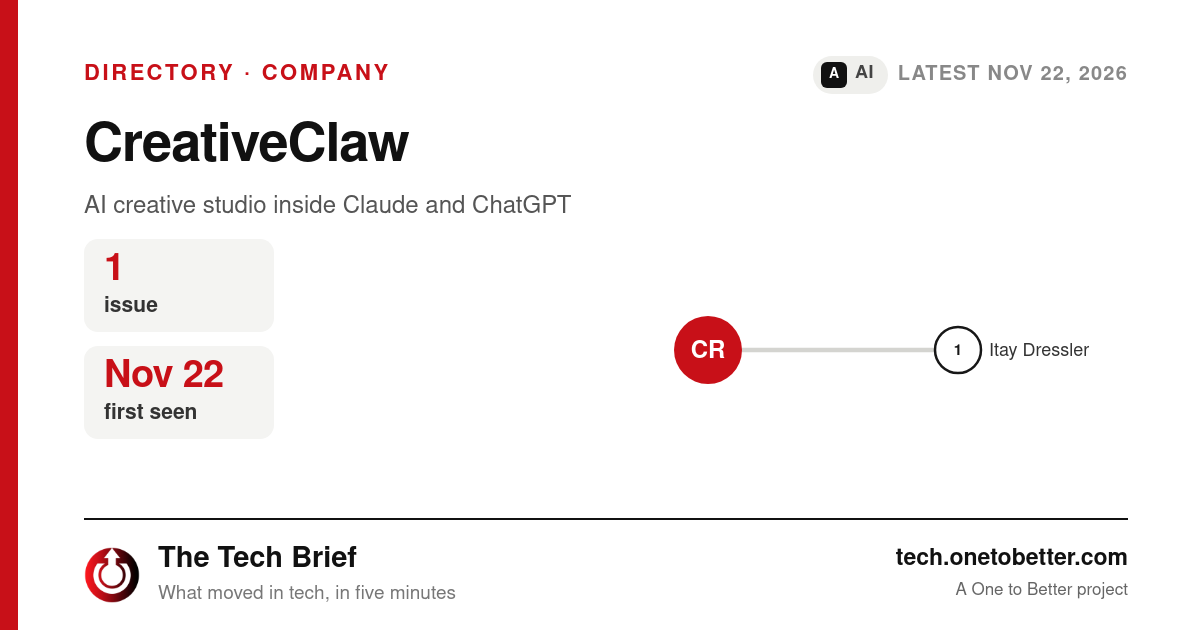 DIRECTORY · COMPANY
A AI LATEST NOV 22, 2026
CreativeClaw
AI creative studio inside Claude and ChatGPT
1
issue
Nov 22
first seen
CR
1 Itay Dressler
The Tech Brief
What moved in tech, in five minutes
tech.onetobetter.com
A One to Better project